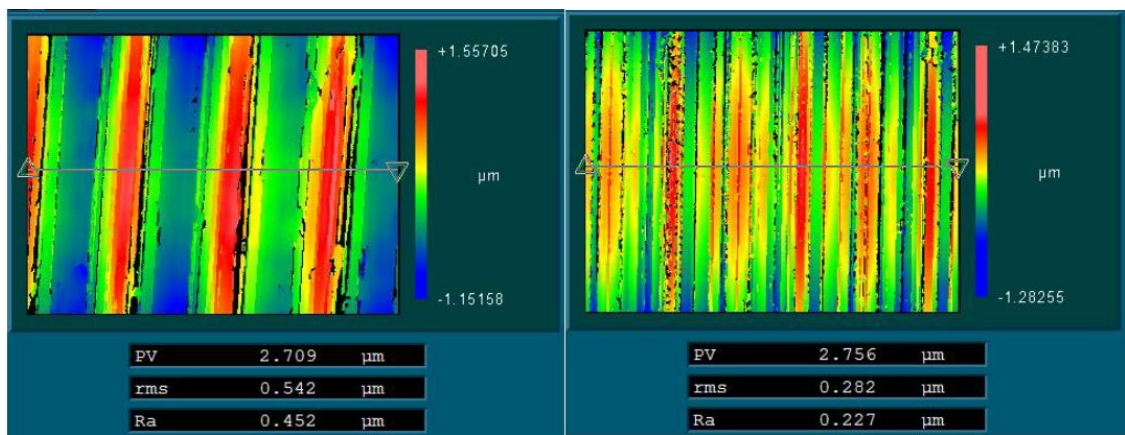 +1.55705
µm
-1.15158
PV 2.709 µm
rms 0.542 µm
Ra 0.452 µm
+1.47383
µm
-1.28255
PV 2.756 µm
rms 0.282 µm
Ra 0.227 µm